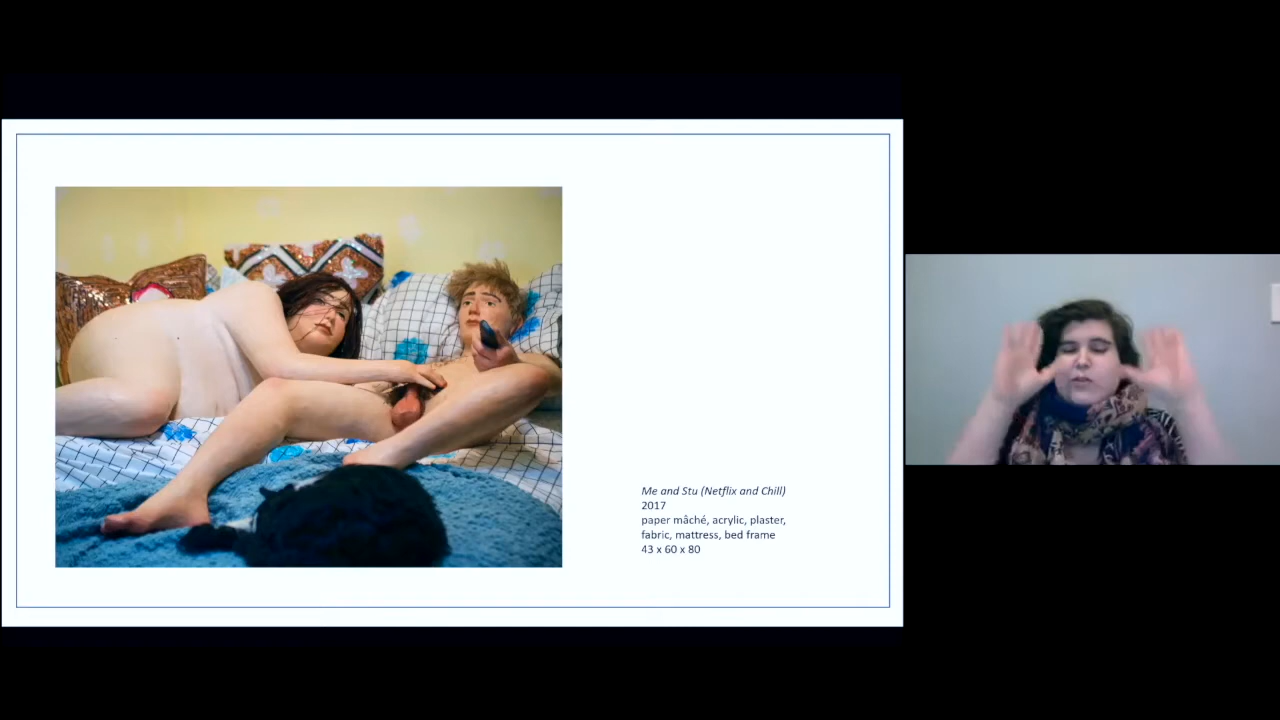 Me and Stu (Netflix and Chill)
2017
paper mâché, acrylic, plaster,
fabric, mattress, bed frame
43 x 60 x 80